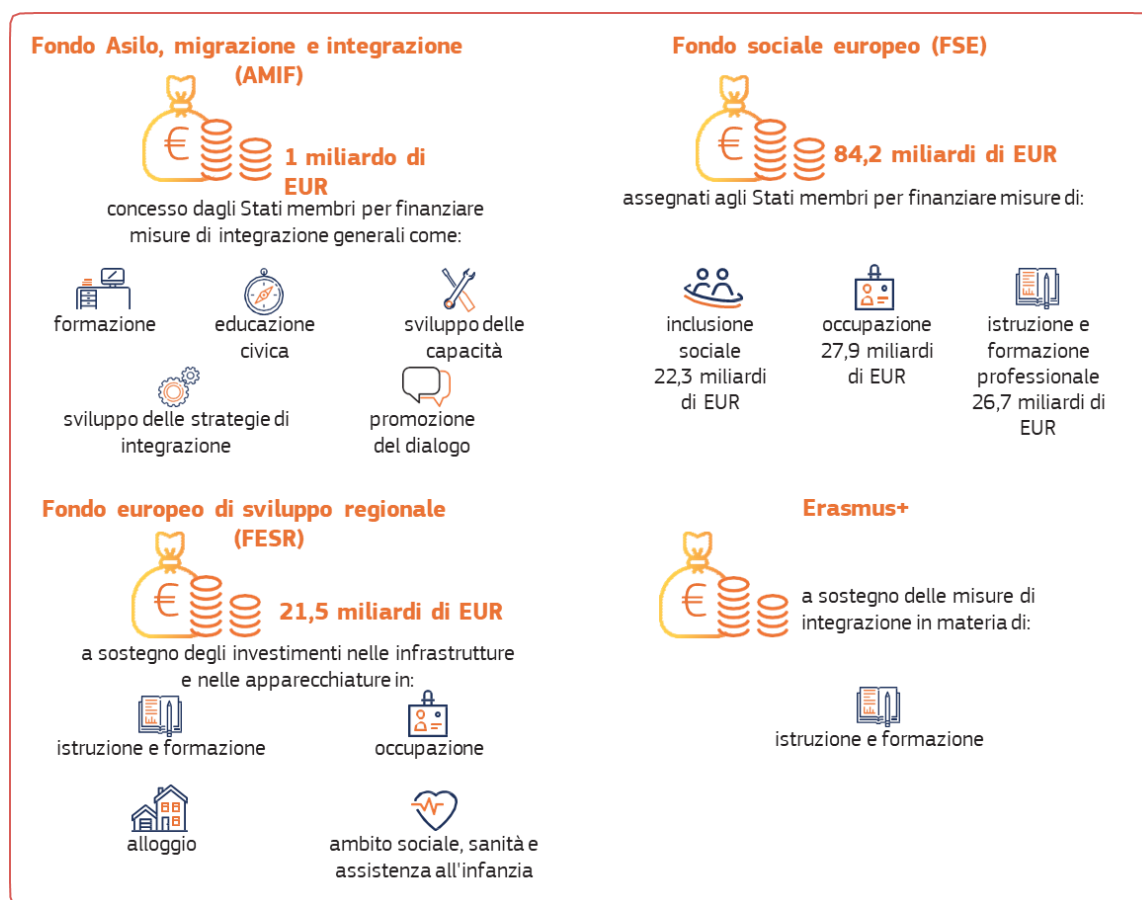 Fondo Asilo, migrazione e integrazione
(AMIF)
€
1 miliardo di
EUR
concesso dagli Stati membri per finanziare
misure di integrazione generali come:
formazione
educazione
civica
sviluppo delle
capacità
sviluppo delle strategie di
integrazione
promozione
del dialogo
Fondo sociale europeo (FSE)
€
84,2 miliardi di EUR
assegnati agli Stati membri per finanziare misure di:
inclusione
sociale
22,3 miliardi
di EUR
occupazione
27,9 miliardi
di EUR
istruzione e
formazione
professionale
26,7 miliardi di
EUR
Fondo europeo di sviluppo regionale
(FESR)
€
21,5 miliardi di EUR
a sostegno degli investimenti nelle infrastrutture
e nelle apparecchiature in:
istruzione e formazione
occupazione
alloggio
ambito sociale, sanità e
assistenza all'infanzia
Erasmus+
€
a sostegno delle misure di
integrazione in materia di:
istruzione e formazione